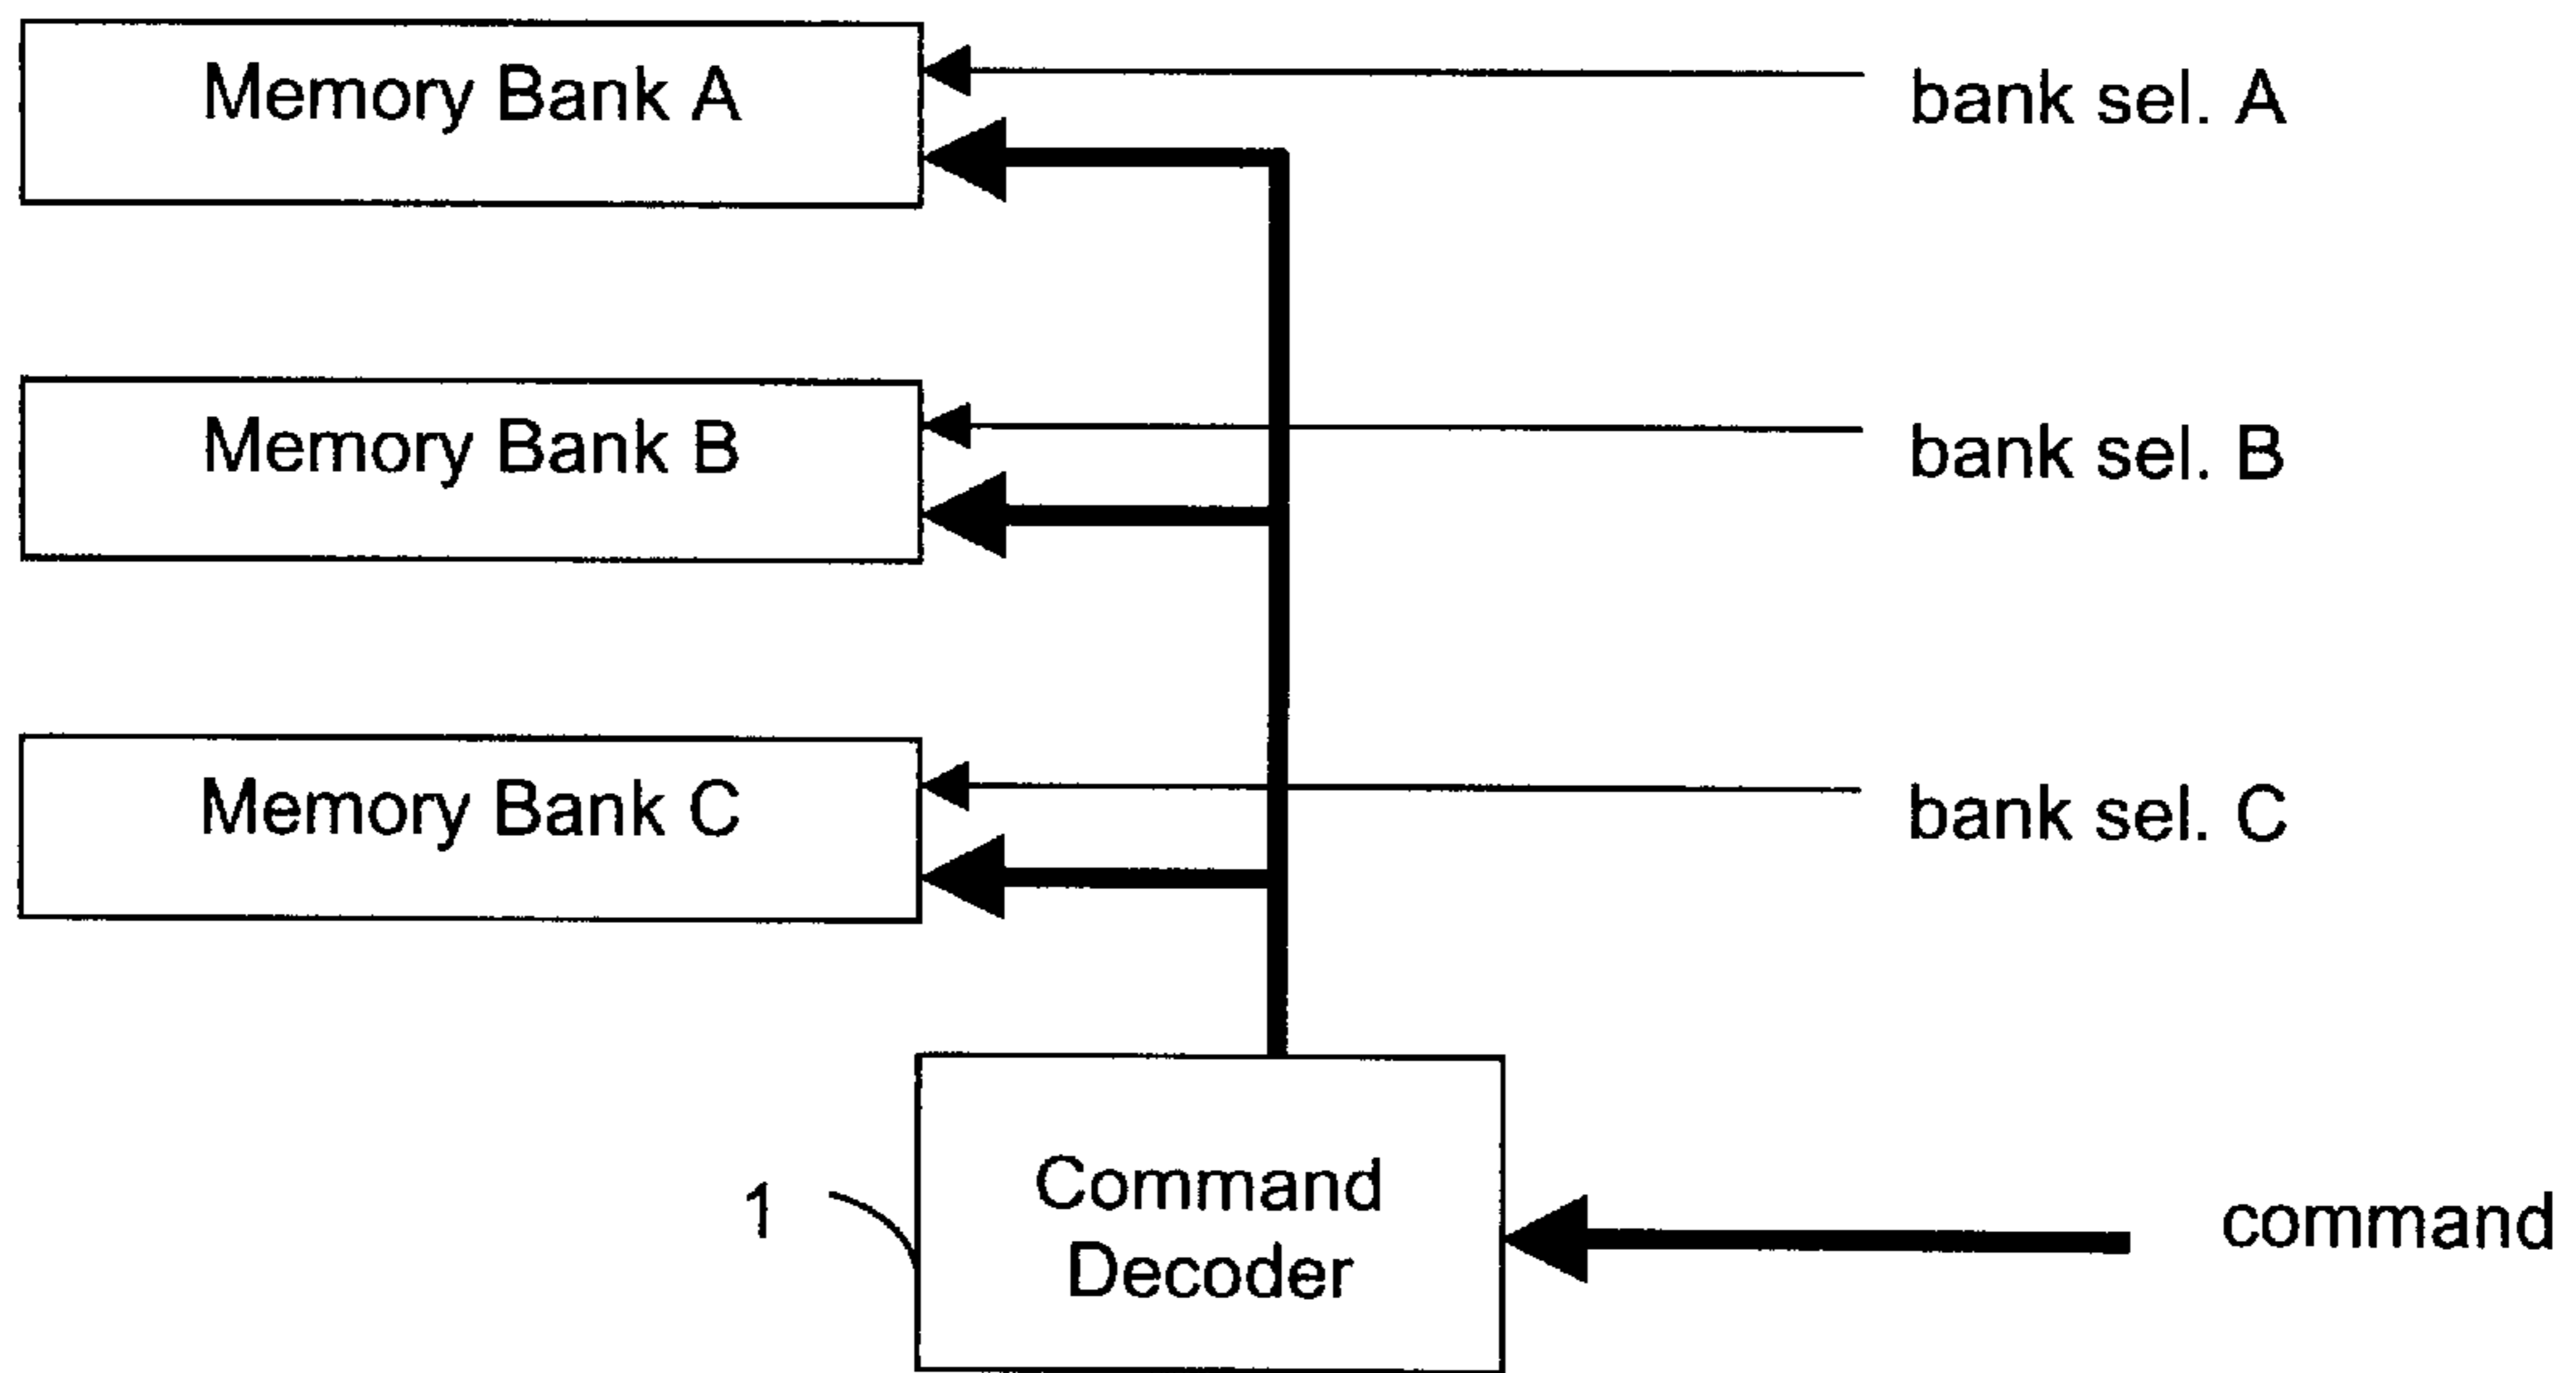 Memory Bank A
bank sel. A
Memory Bank B
bank sel. B
Memory Bank C
bank sel. C
1
Command
Decoder
command